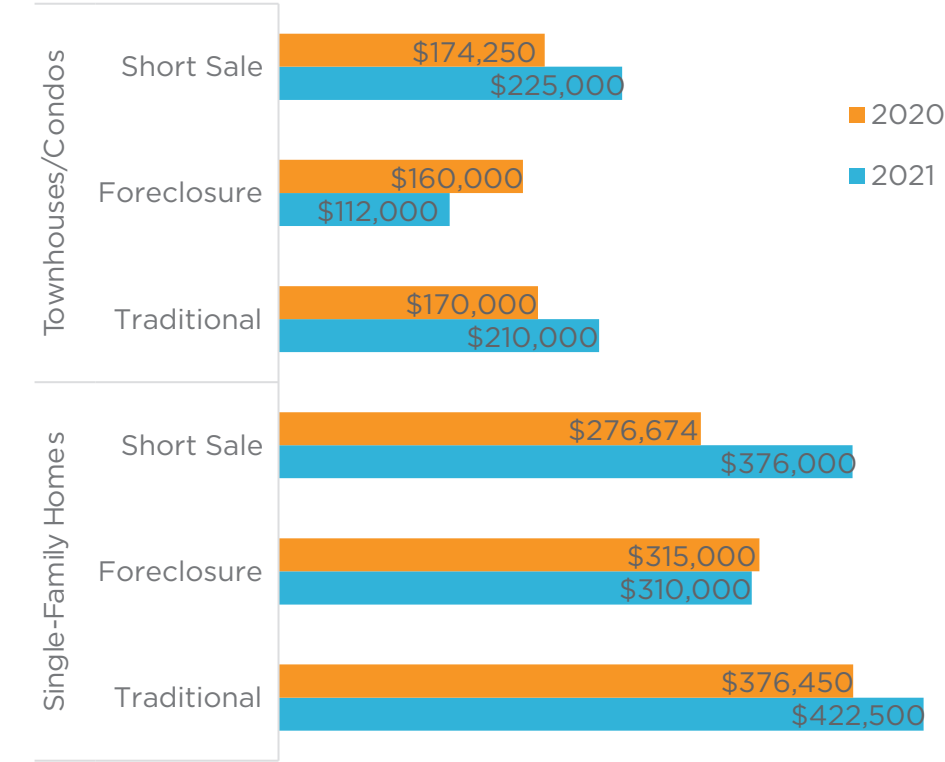 Townhouses/Condos
Short Sale
$174,250
$225,000
Foreclosure
$160,000
$112,000
Traditional
$170,000
$210,000
Single-Family Homes
Short Sale
$276,674
$376,000
Foreclosure
$315,000
$310,000
Traditional
$376,450
$422,500
2020
2021